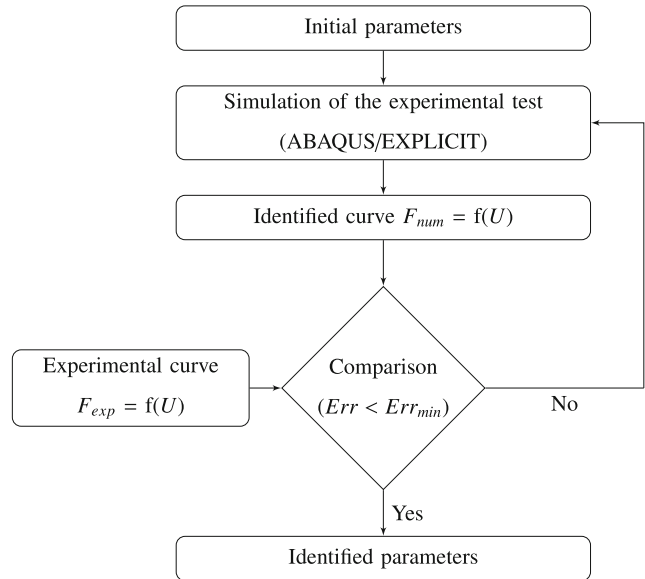 Initial parameters
Simulation of the experimental test
(ABAQUS/EXPLICIT)
Identified curve F_num = f(U)
Experimental curve
F_exp = f(U)
Comparison
(Err < Err_min)
No
Yes
Identified parameters